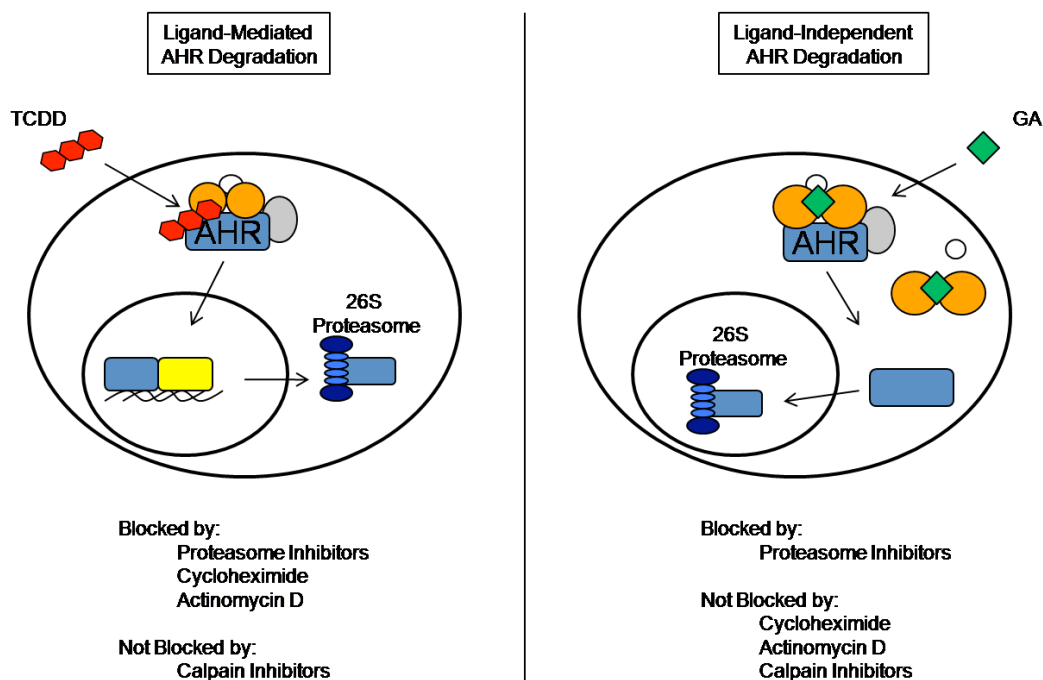 Ligand-Mediated
AHR Degradation
TCDD
AHR
26S
Proteasome
Blocked by:
Proteasome Inhibitors
Cycloheximide
Actinomycin D
Not Blocked by:
Calpain Inhibitors
Ligand-Independent
AHR Degradation
GA
AHR
26S
Proteasome
Blocked by:
Proteasome Inhibitors
Not Blocked by:
Cycloheximide
Actinomycin D
Calpain Inhibitors